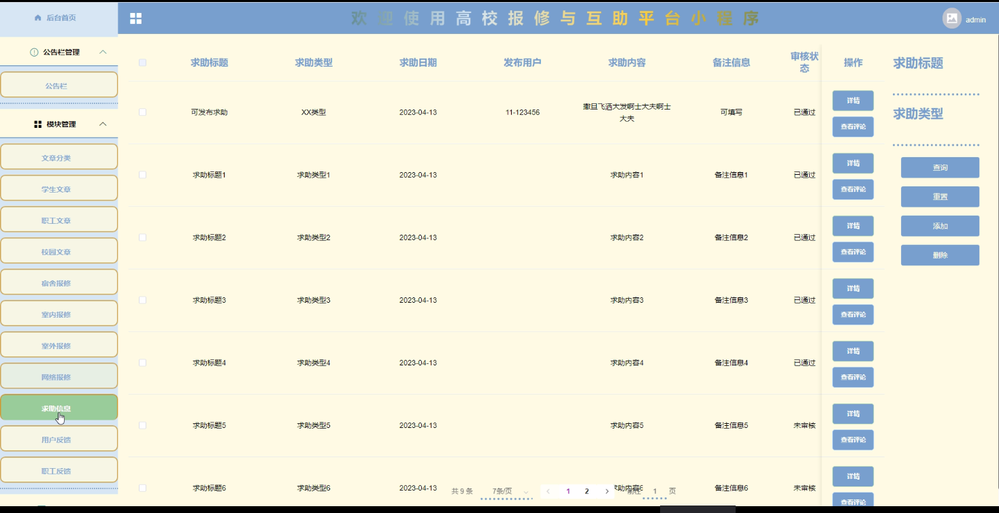 后台首页
欢迎使用高校报修与互助平台小程序
admin
公告栏管理
公告栏
模块管理
文章分类
学生文章
职工文章
校园文章
宿舍报修
室内报修
室外报修
网络报修
求助信息
用户反馈
职工反馈
求助标题 求助类型 求助日期 发布用户 求助内容 备注信息 审核状态 操作
可发布求助 XX类型 2023-04-13 11-123456 撒旦飞洒大发啊士大夫啊士大夫 可填写 已通过 详情 查看评论
求助标题1 求助类型1 2023-04-13 求助内容1 备注信息1 已通过 详情 查看评论
求助标题2 求助类型2 2023-04-13 求助内容2 备注信息2 已通过 详情 查看评论
求助标题3 求助类型3 2023-04-13 求助内容3 备注信息3 已通过 详情 查看评论
求助标题4 求助类型4 2023-04-13 求助内容4 备注信息4 已通过 详情 查看评论
求助标题5 求助类型5 2023-04-13 求助内容5 备注信息5 未审核 详情 查看评论
求助标题6 求助类型6 2023-04-13 求助内容6 备注信息6 未审核 详情 查看评论
共 9 条 7条/页 1 2 前往 1 页
求助标题
求助类型
查询
重置
添加
删除